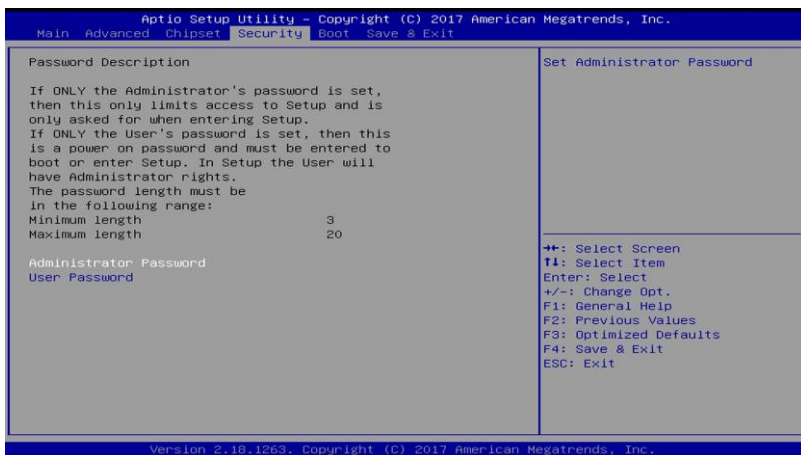 Aptio Setup Utility – Copyright (C) 2017 American Megatrends, Inc.
Main Advanced Chipset Security Boot Save & Exit
Password Description
If ONLY the Administrator's password is set,
then this only limits access to Setup and is
only asked for when entering Setup.
If ONLY the User's password is set, then this
is a power on password and must be entered to
boot or enter Setup. In Setup the User will
have Administrator rights.
The password length must be
in the following range:
Minimum length 3
Maximum length 20
Administrator Password
User Password
Set Administrator Password
→←: Select Screen
↑↓: Select Item
Enter: Select
+/-: Change Opt.
F1: General Help
F2: Previous Values
F3: Optimized Defaults
F4: Save & Exit
ESC: Exit
Version 2.18.1263. Copyright (C) 2017 American Megatrends, Inc.